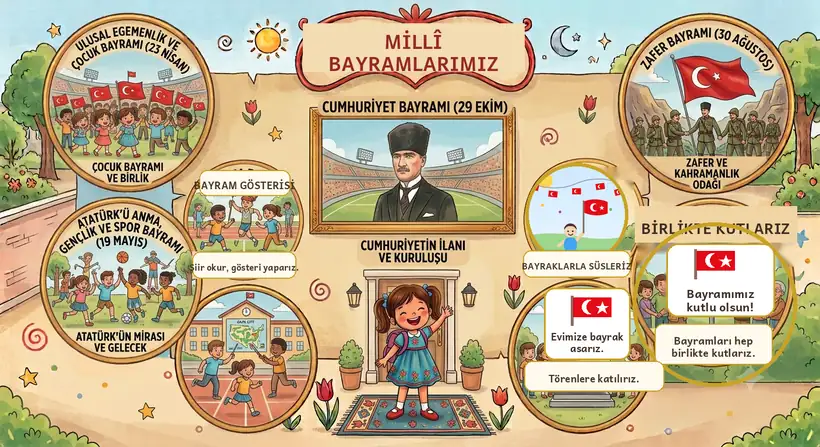 MİLLÎ
BAYRAMLARIMIZ
ULUSAL EGEMENLİK VE
ÇOCUK BAYRAMI (23 NİSAN)
ÇOCUK BAYRAMI
VE BİRLİK
CUMHURİYET BAYRAMI (29 EKİM)
CUMHURİYETİN İLANI
VE KURULUŞU
ZAFER BAYRAMI (30 AĞUSTOS)
ZAFER VE
KAHRAMANLIK
ODAĞI
ATATÜRK'Ü ANMA,
GENÇLİK VE SPOR BAYRAMI
(19 MAYIS)
ATATÜRK'ÜN MİRASI
VE GELECEK
BAYRAM GÖSTERİSİ
Şiir okur, gösteri yaparız.
BAYRAKLARLA SÜSLERİZ
Evimize bayrak
asarız.
Törenlere katılırız.
BİRLİKTE KUTLARIZ
Bayramımız
kutlu olsun!
Bayramları hep
birlikte kutlarız.